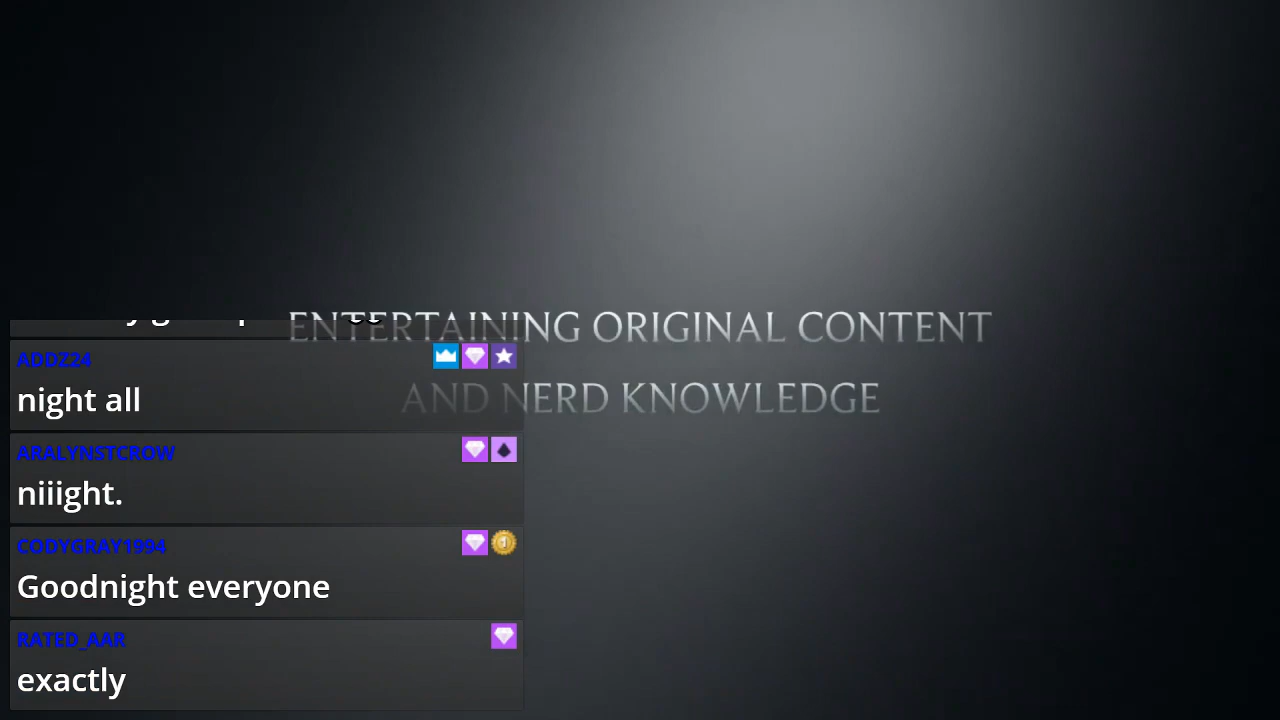 ENTERTAINING ORIGINAL CONTENT
AND NERD KNOWLEDGE
ADDZ24
night all
ARALYNSTCROW
niiight.
CODYGRAY1994
Goodnight everyone
RATED_AAR
exactly